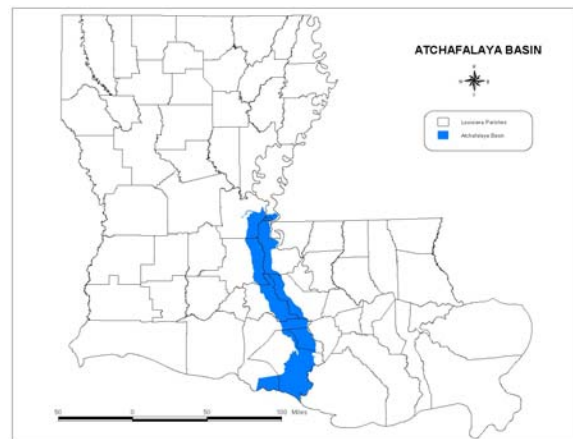 ATCHAFALAYA BASIN
N
Louisiana Parishes
Atchafalaya Basin
50 0 50 100 Miles